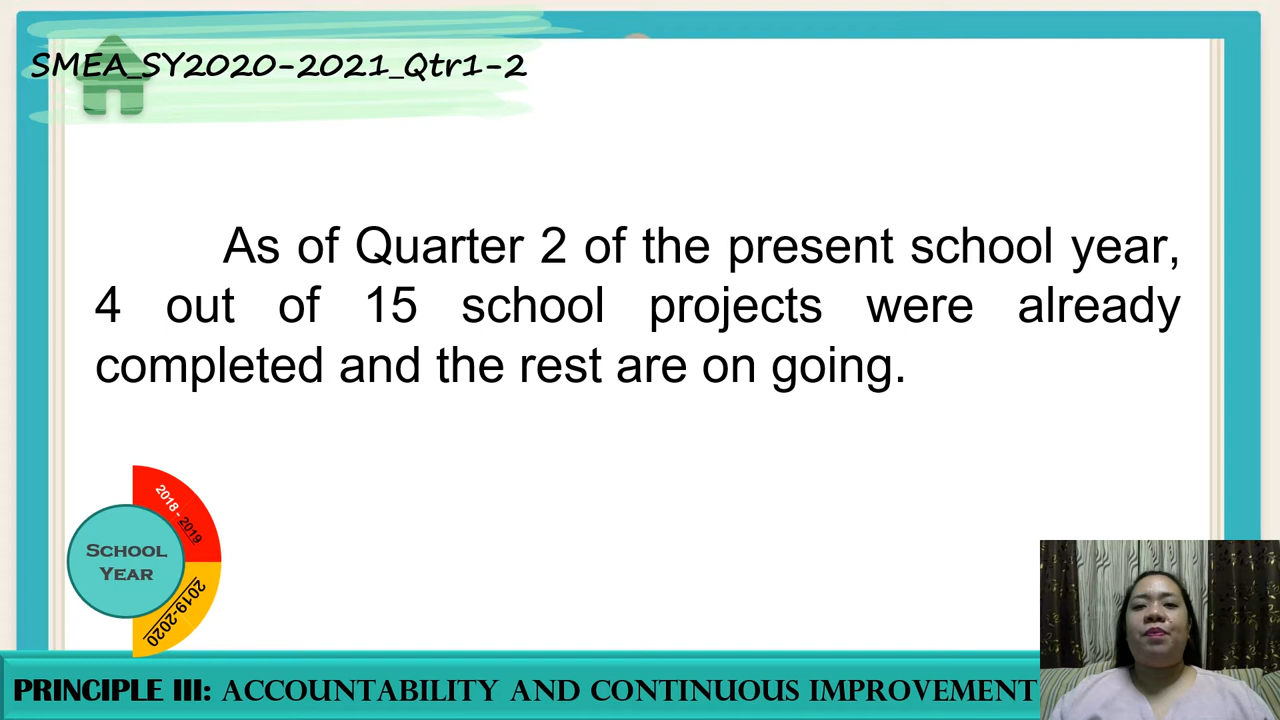 SMEA_SY2020-2021_Qtr1-2
As of Quarter 2 of the present school year,
4 out of 15 school projects were already
completed and the rest are on going.
2018 - 2019
School
Year
2019-2020
PRINCIPLE III: ACCOUNTABILITY AND CONTINUOUS IMPROVEMENT